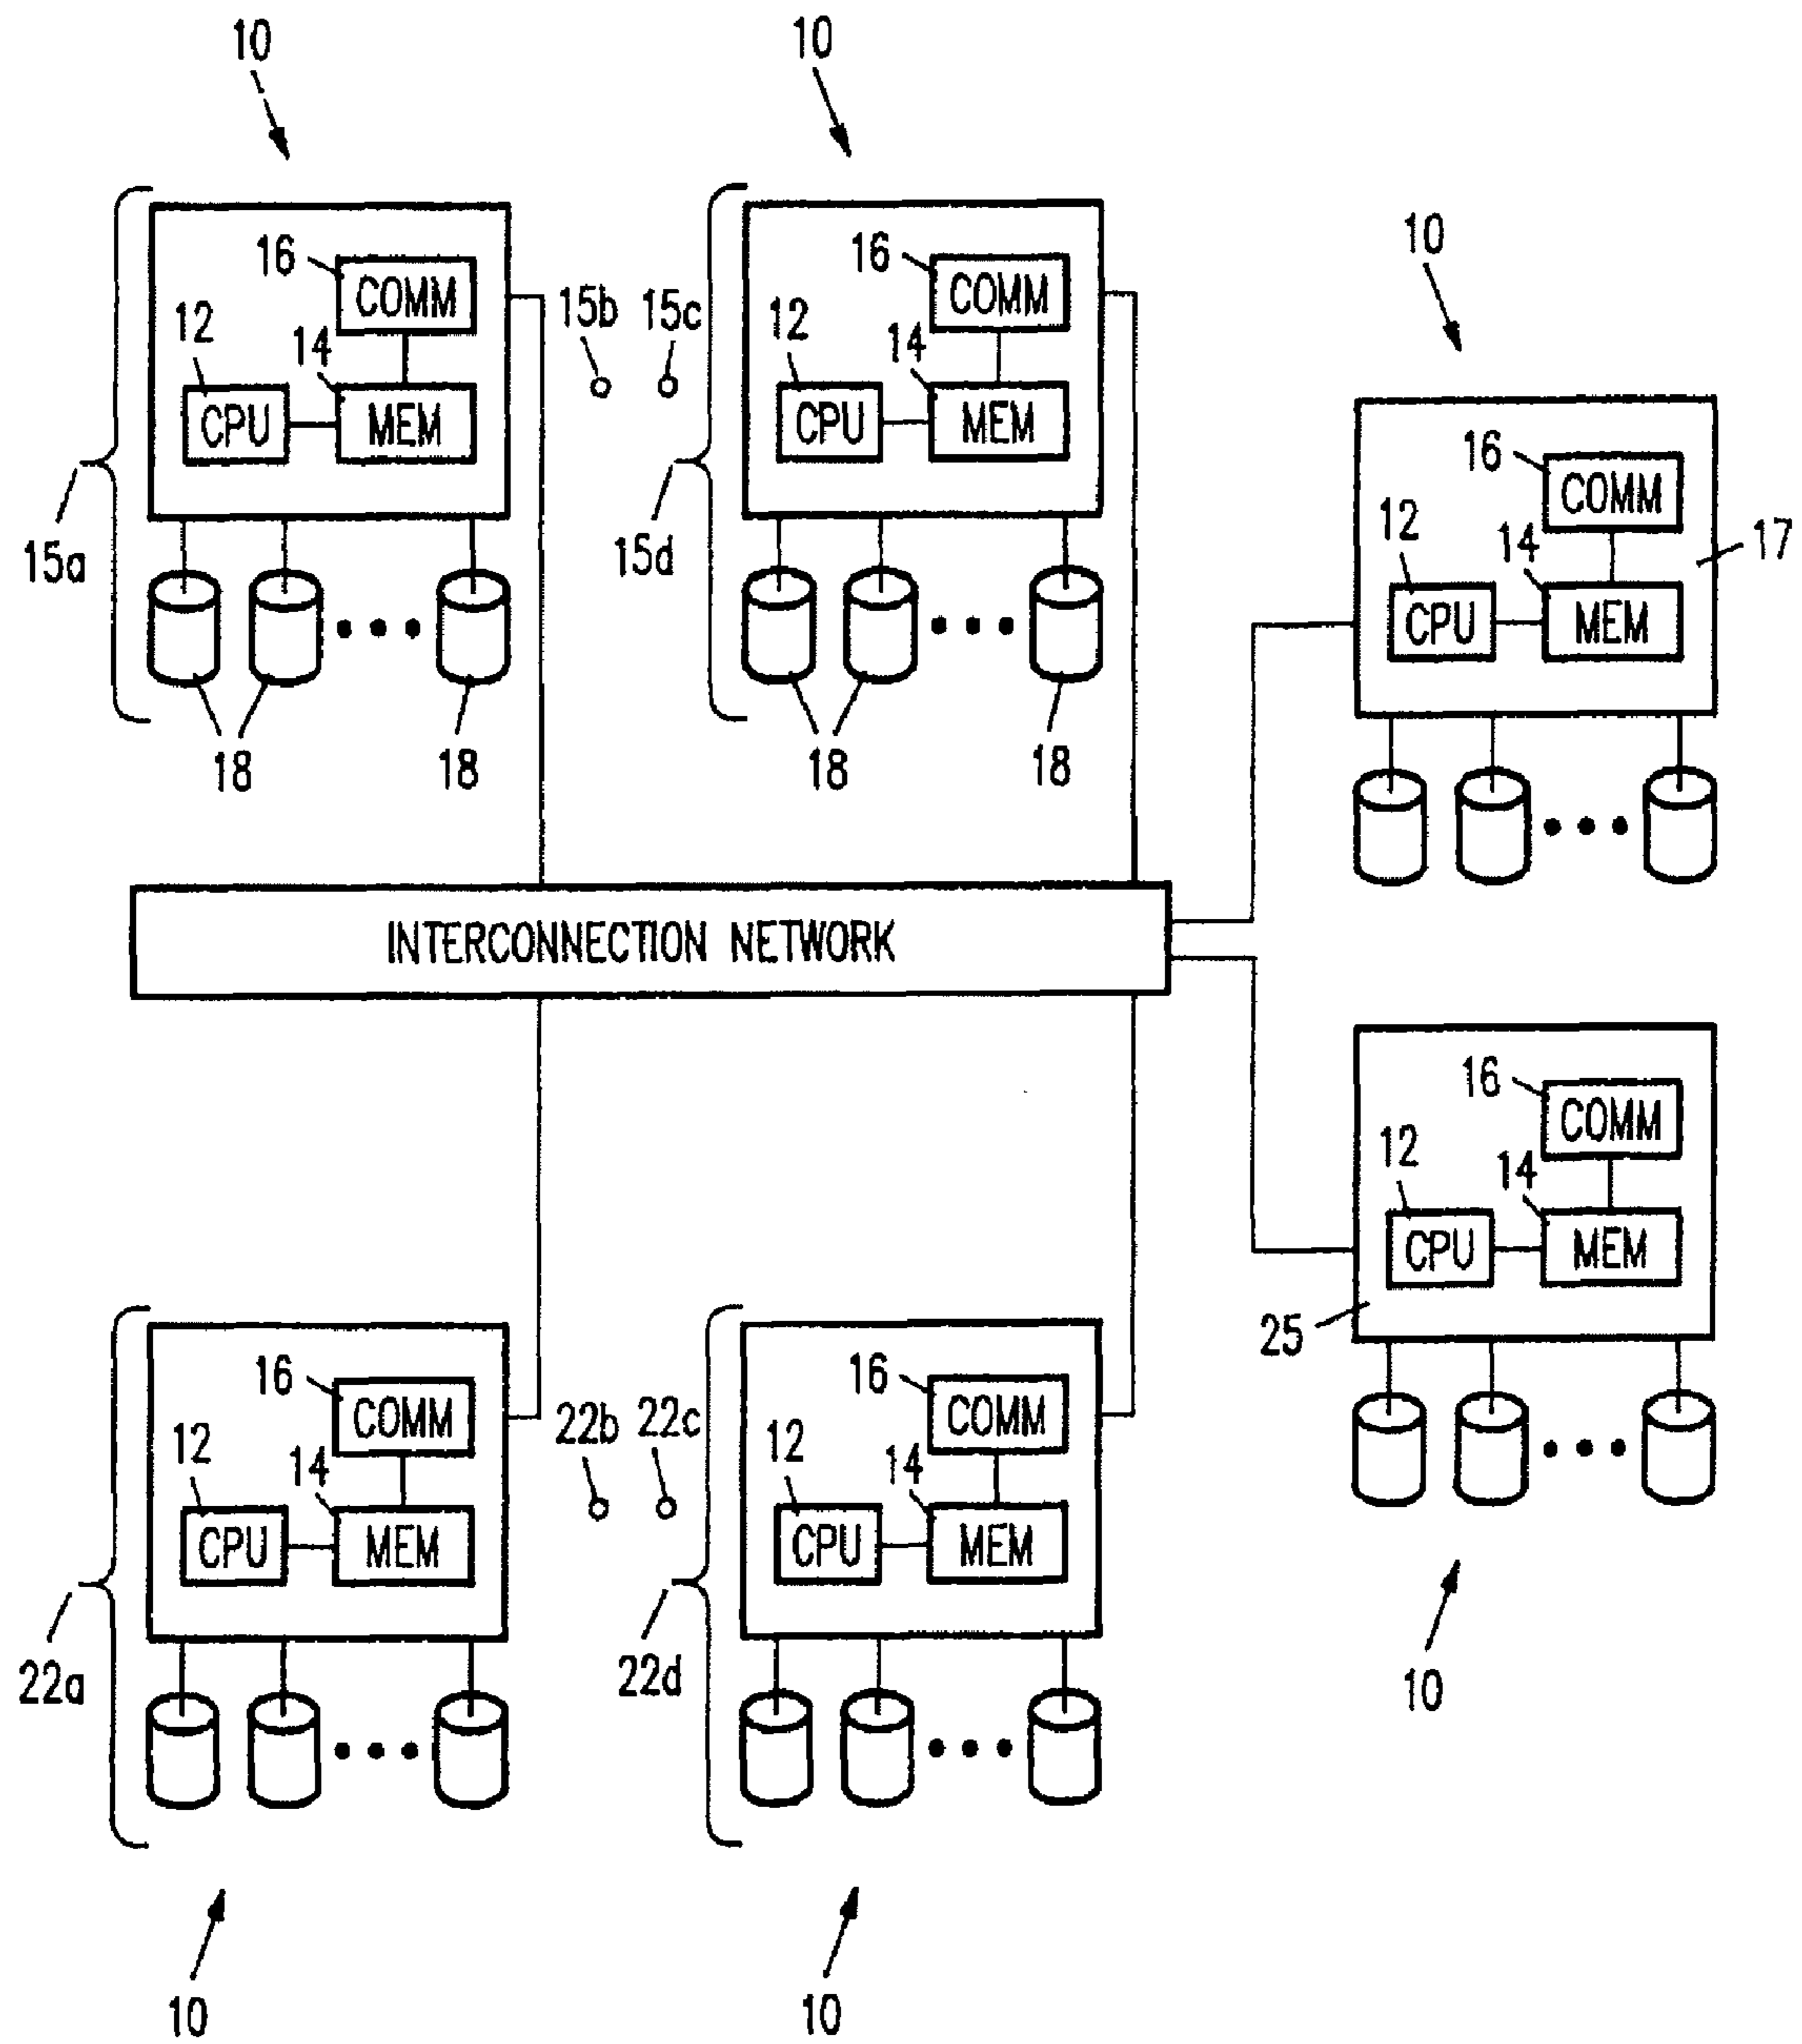 10
10
10
16
COMM
12
14
CPU
MEM
15a
18
18
15b
15c
16
COMM
12
14
CPU
MEM
15d
18
18
16
COMM
12
14
CPU
MEM
17
INTERCONNECTION NETWORK
16
COMM
12
14
CPU
MEM
25
10
16
COMM
12
14
CPU
MEM
22a
10
22b
22c
16
COMM
12
14
CPU
MEM
22d
10